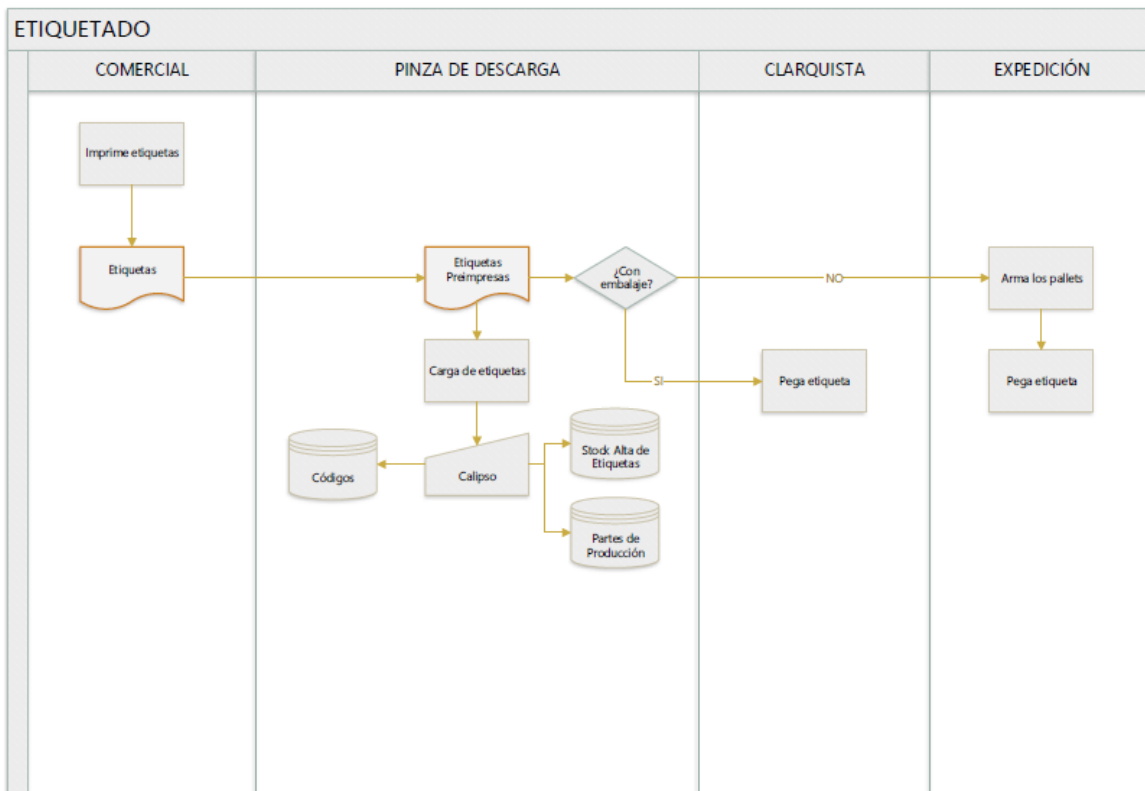 ETIQUETADO
COMERCIAL
PINZA DE DESCARGA
CLARQUISTA
EXPEDICIÓN
Imprime etiquetas
Etiquetas
Etiquetas
Preimpresas
¿Con
embalaje?
NO
Arma los pallets
Carga de etiquetas
SI
Pega etiqueta
Pega etiqueta
Códigos
Calipso
Stock Alta de
Etiquetas
Partes de
Producción